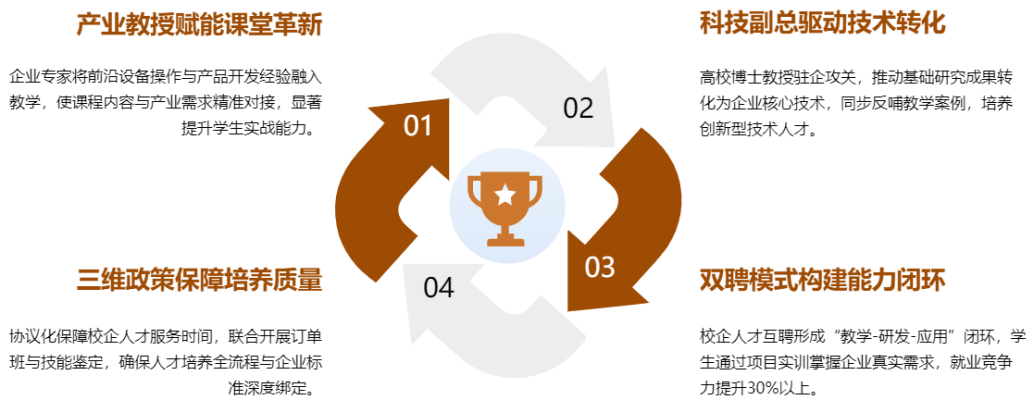 产业教授赋能课堂革新
企业专家将前沿设备操作与产品开发经验融入
教学，使课程内容与产业需求精准对接，显著
提升学生实战能力。
01
02
科技副总驱动技术转化
高校博士教授驻企攻关，推动基础研究成果转
化为企业核心技术，同步反哺教学案例，培养
创新型技术人才。
03
双聘模式构建能力闭环
校企人才互聘形成“教学-研发-应用”闭环，学
生通过项目实训掌握企业真实需求，就业竞争
力提升30%以上。
04
三维政策保障培养质量
协议化保障校企人才服务时间，联合开展订单
班与技能鉴定，确保人才培养全流程与企业标
准深度绑定。